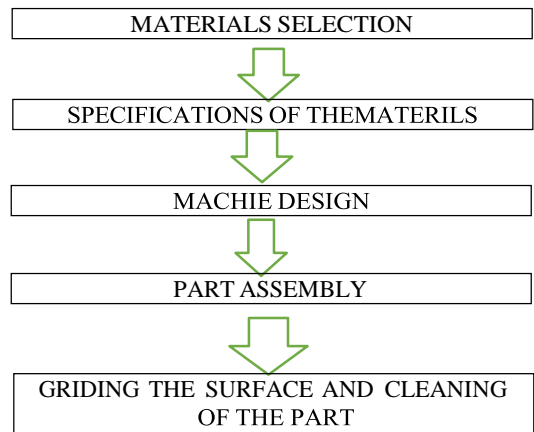 MATERIALS SELECTION
SPECIFICATIONS OF THEMATERILS
MACHIE DESIGN
PART ASSEMBLY
GRIDING THE SURFACE AND CLEANING
OF THE PART